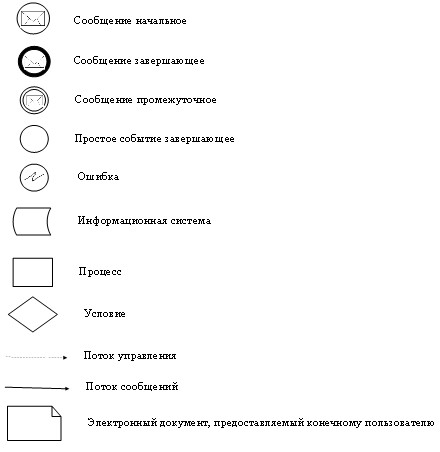 Сообщение начальное
Сообщение завершающее
Сообщение промежуточное
Простое событие завершающее
Ошибка
Информационная система
Процесс
Условие
Поток управления
Поток сообщений
Электронный документ, предоставляемый конечному пользователю